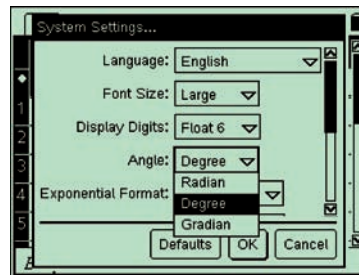 System Settings...
Language: English
Font Size: Large
1
Display Digits: Float 6
2
Angle: Degree
3
Radian
4
Exponential Format:
Degree
5
Gradian
Defaults OK Cancel